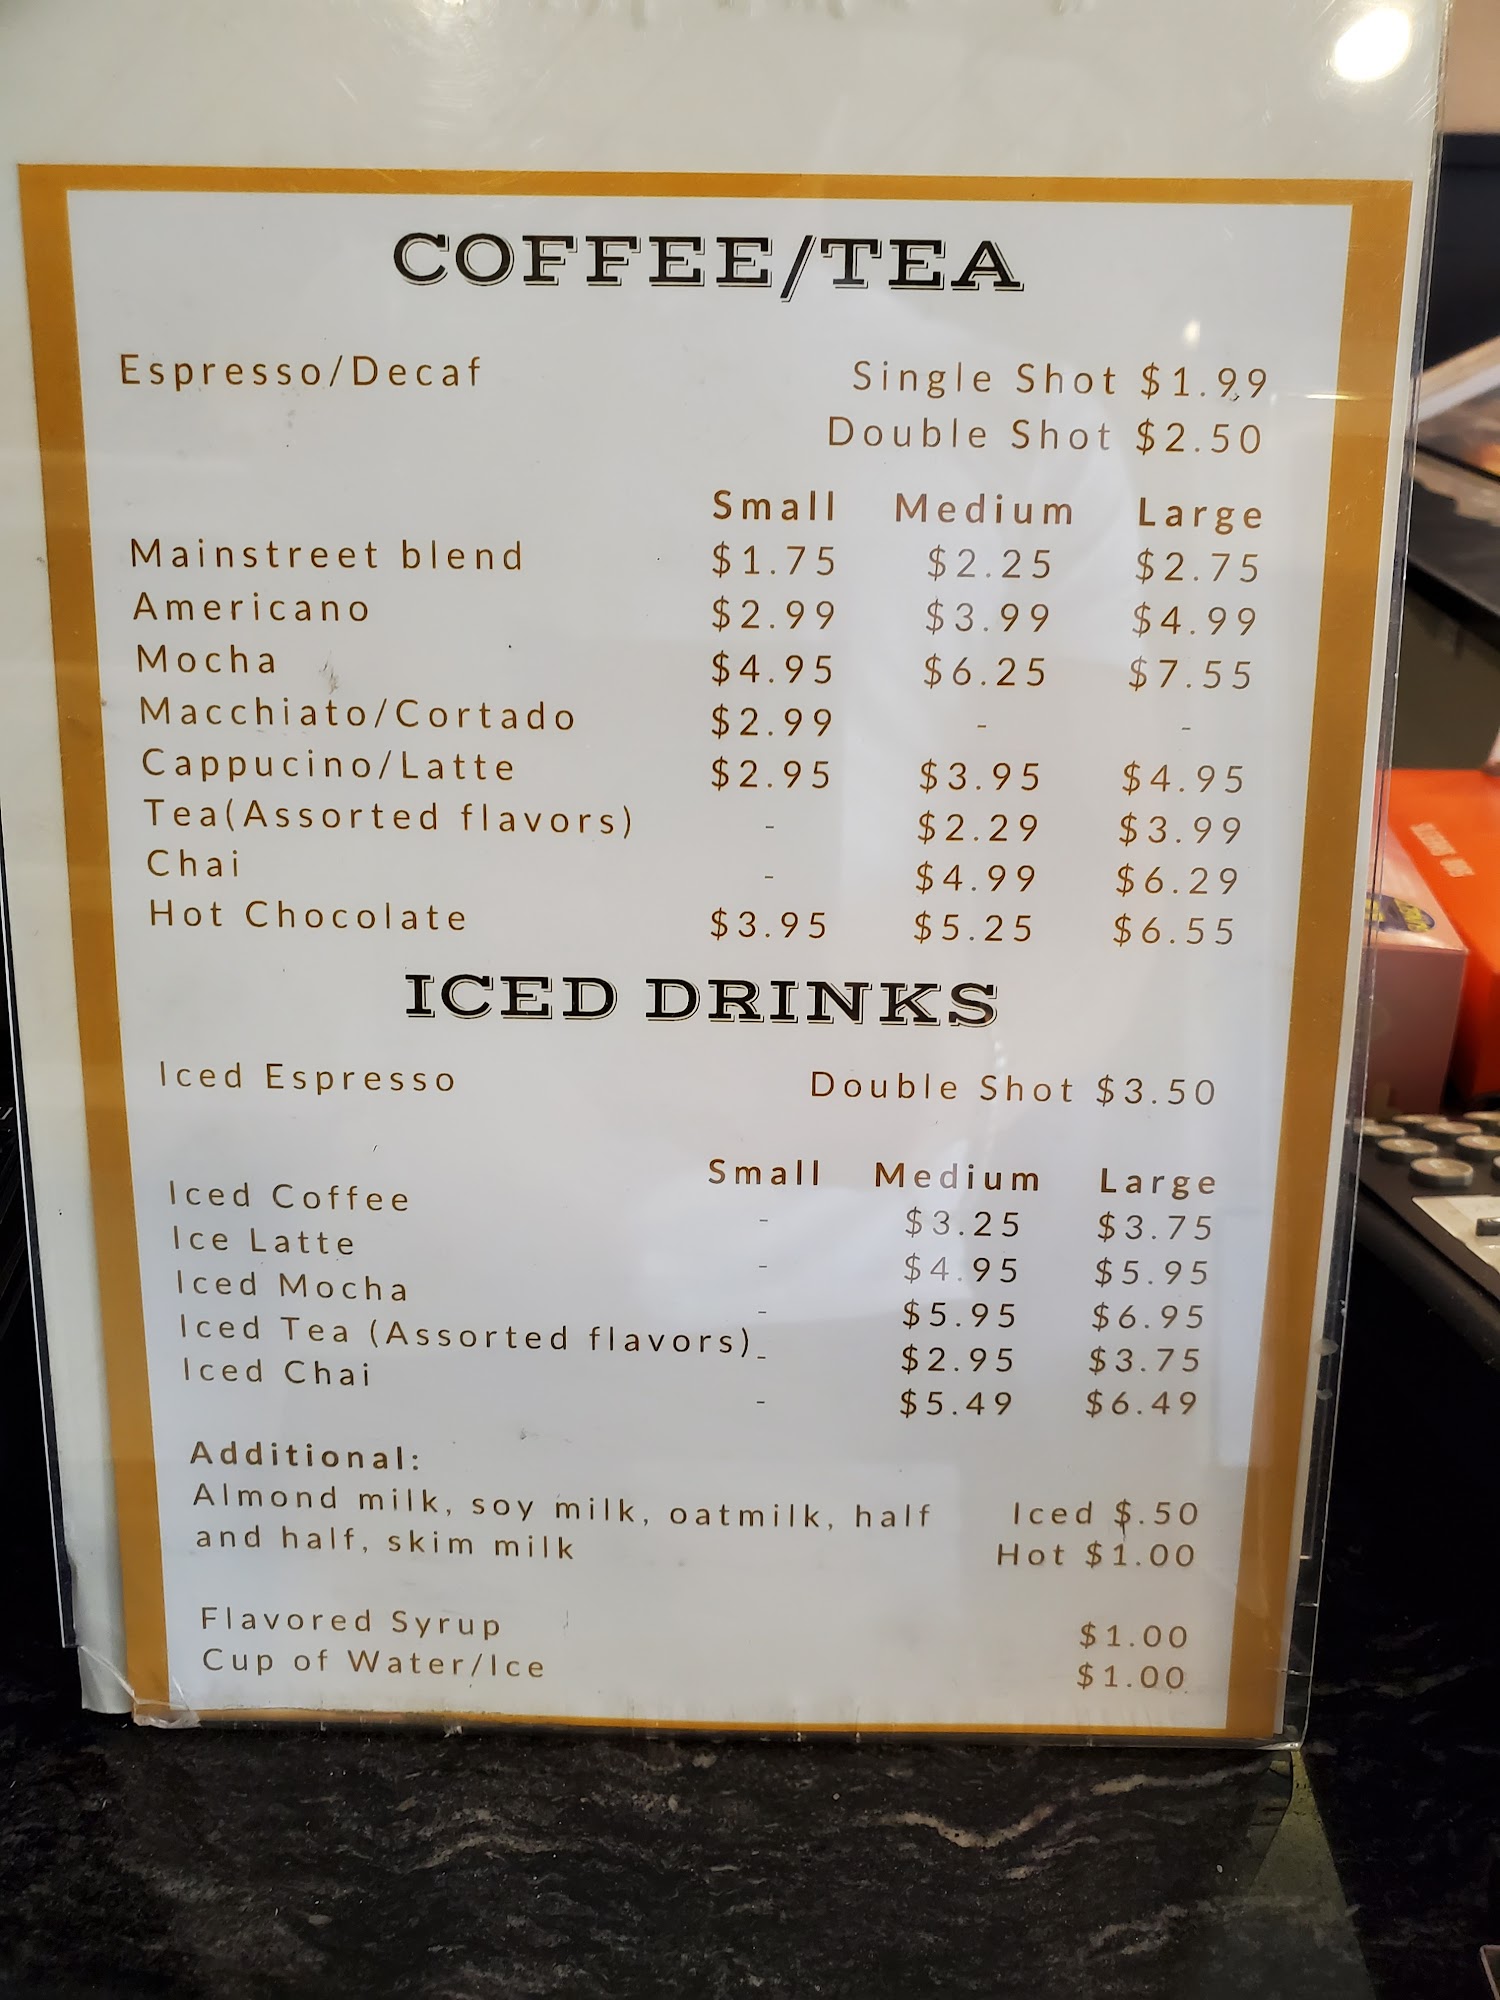 COFFEE/TEA
Espresso/Decaf Single Shot $1.99
Double Shot $2.50
Small Medium Large
Mainstreet blend $1.75 $2.25 $2.75
Americano $2.99 $3.99 $4.99
Mocha $4.95 $6.25 $7.55
Macchiato/Cortado $2.99 - -
Cappucino/Latte $2.95 $3.95 $4.95
Tea(Assorted flavors) - $2.29 $3.99
Chai - $4.99 $6.29
Hot Chocolate $3.95 $5.25 $6.55
ICED DRINKS
Iced Espresso Double Shot $3.50
Small Medium Large
Iced Coffee - $3.25 $3.75
Ice Latte - $4.95 $5.95
Iced Mocha - $5.95 $6.95
Iced Tea (Assorted flavors) - $2.95 $3.75
Iced Chai - $5.49 $6.49
Additional:
Almond milk, soy milk, oatmilk, half Iced $.50
and half, skim milk Hot $1.00
Flavored Syrup $1.00
Cup of Water/Ice $1.00